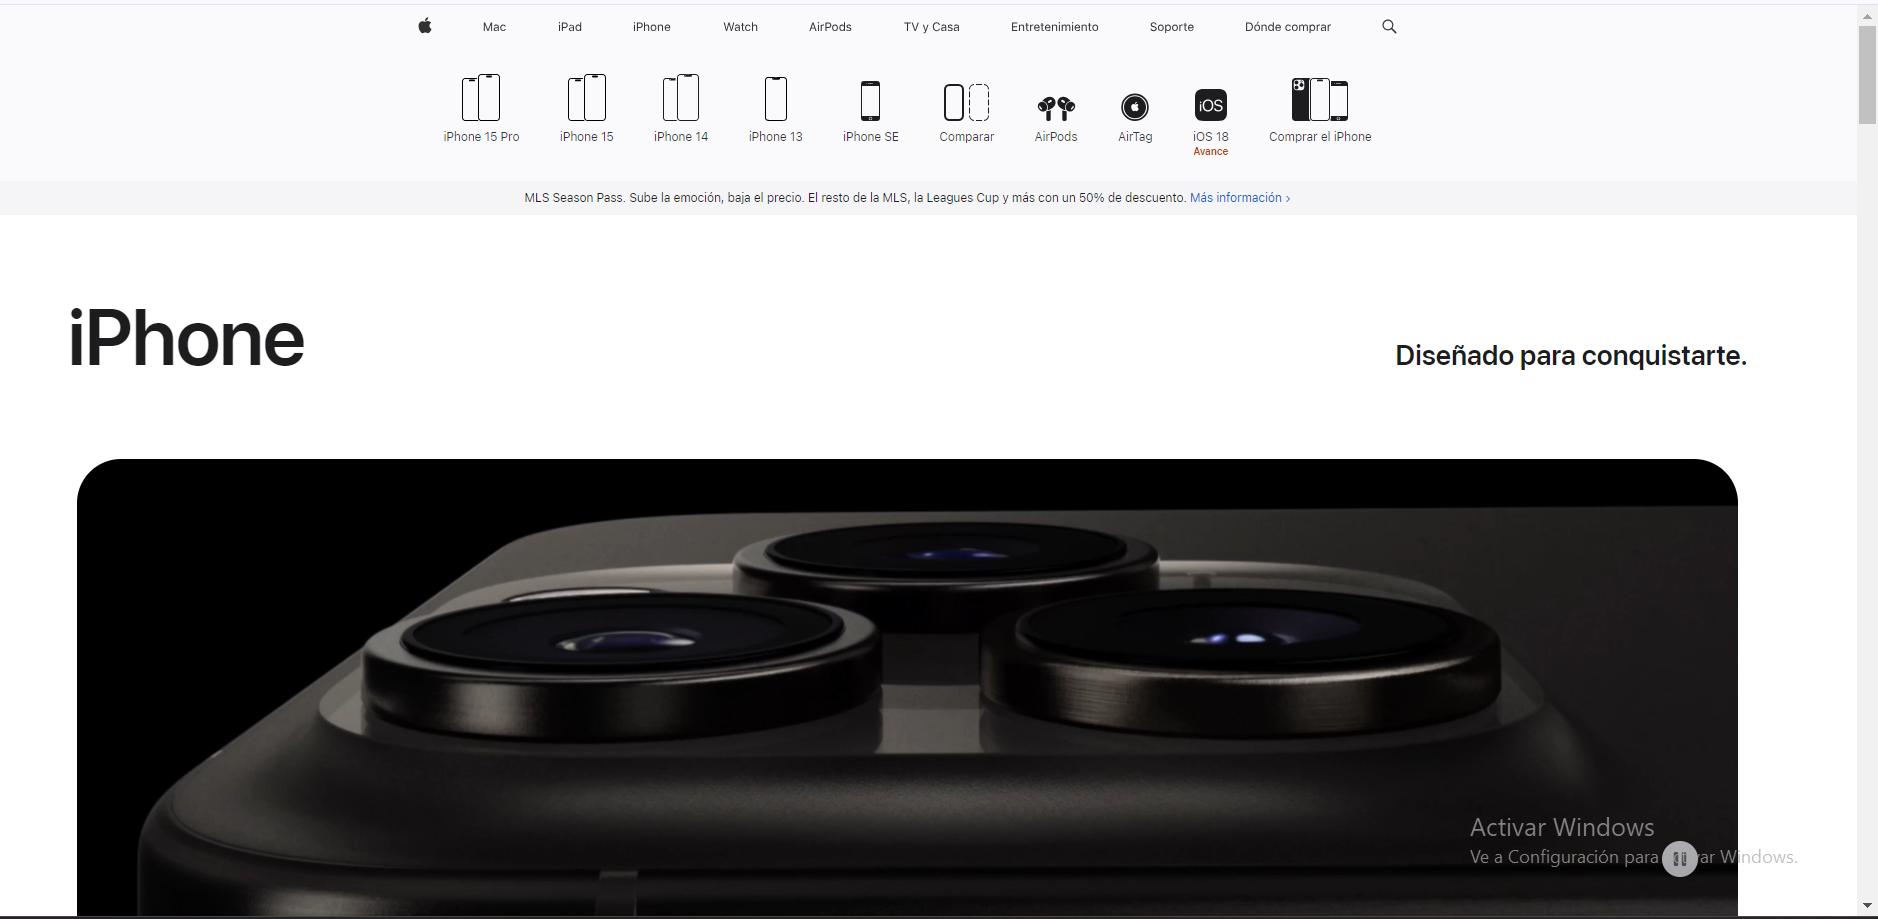 Mac iPad iPhone Watch AirPods TV y Casa Entretenimiento Soporte Dónde comprar
iOS
iPhone 15 Pro iPhone 15 iPhone 14 iPhone 13 iPhone SE Comparar AirPods AirTag iOS 18 Comprar el iPhone
Avance
MLS Season Pass. Sube la emoción, baja el precio. El resto de la MLS, la Leagues Cup y más con un 50% de descuento. Más información >
iPhone
Diseñado para conquistarte.
Activar Windows
Ve a Configuración para Windows.